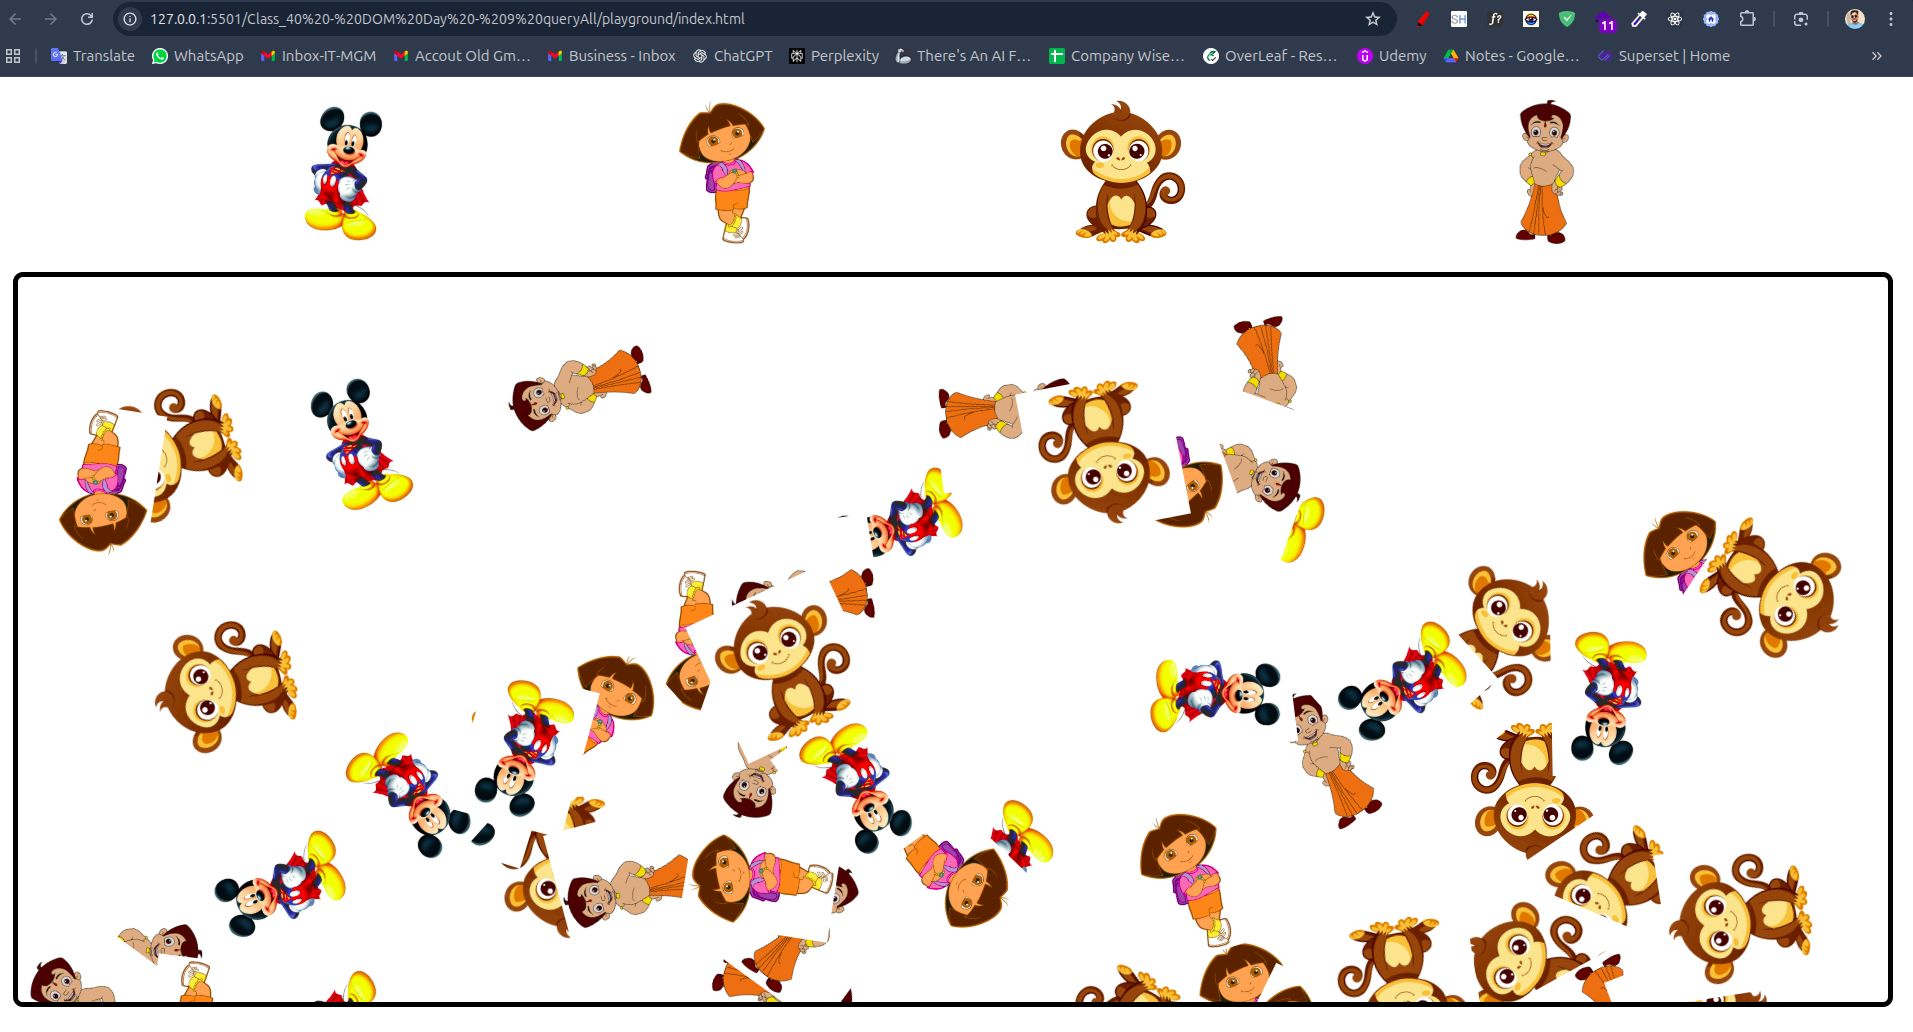 127.0.0.1:5501/Class_40%20-%20DOM%20Day%20-%209%20queryAll/playground/index.html
SH
f?
11
Translate
WhatsApp
Inbox-IT-MGM
Accout Old Gm...
Business - Inbox
ChatGPT
Perplexity
There's An AI F...
Company Wise...
OverLeaf - Res...
Udemy
Notes - Google...
Superset | Home
»